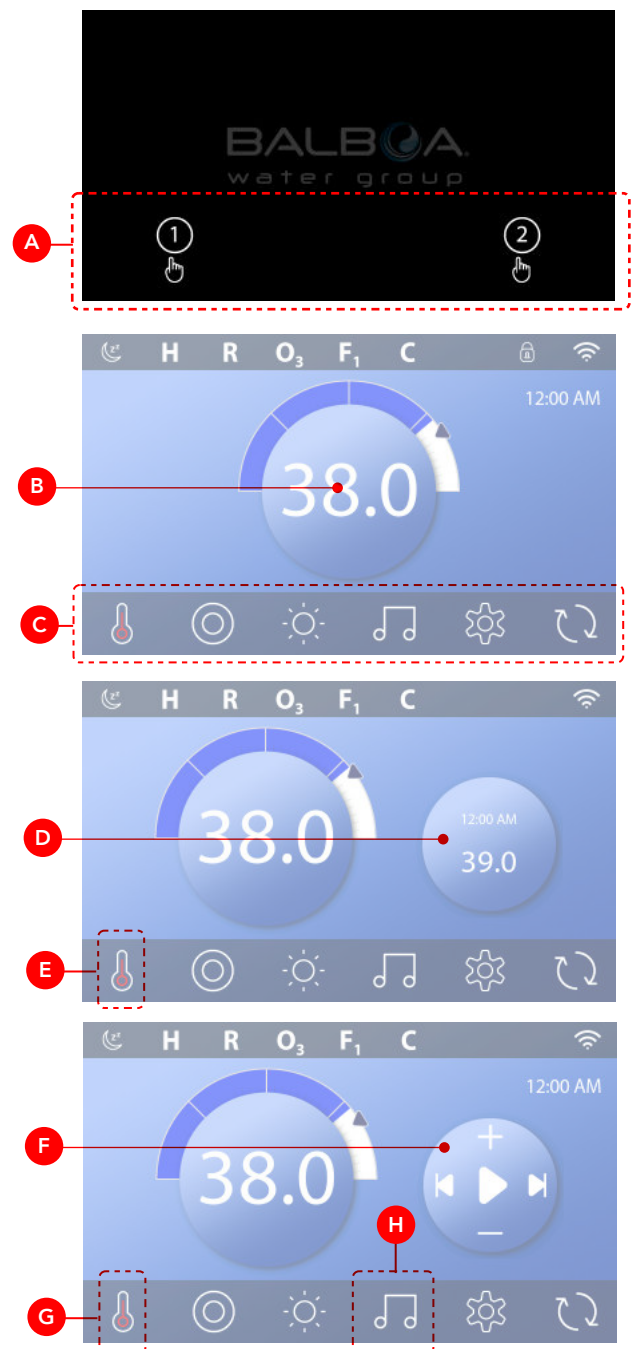 BALBOA.
water group
A
1 2
H R O₃ F₁ C
12:00 AM
B
38.0
C
H R O₃ F₁ C
D
38.0
12:00 AM
39.0
E
H R O₃ F₁ C
12:00 AM
F
38.0
H
G